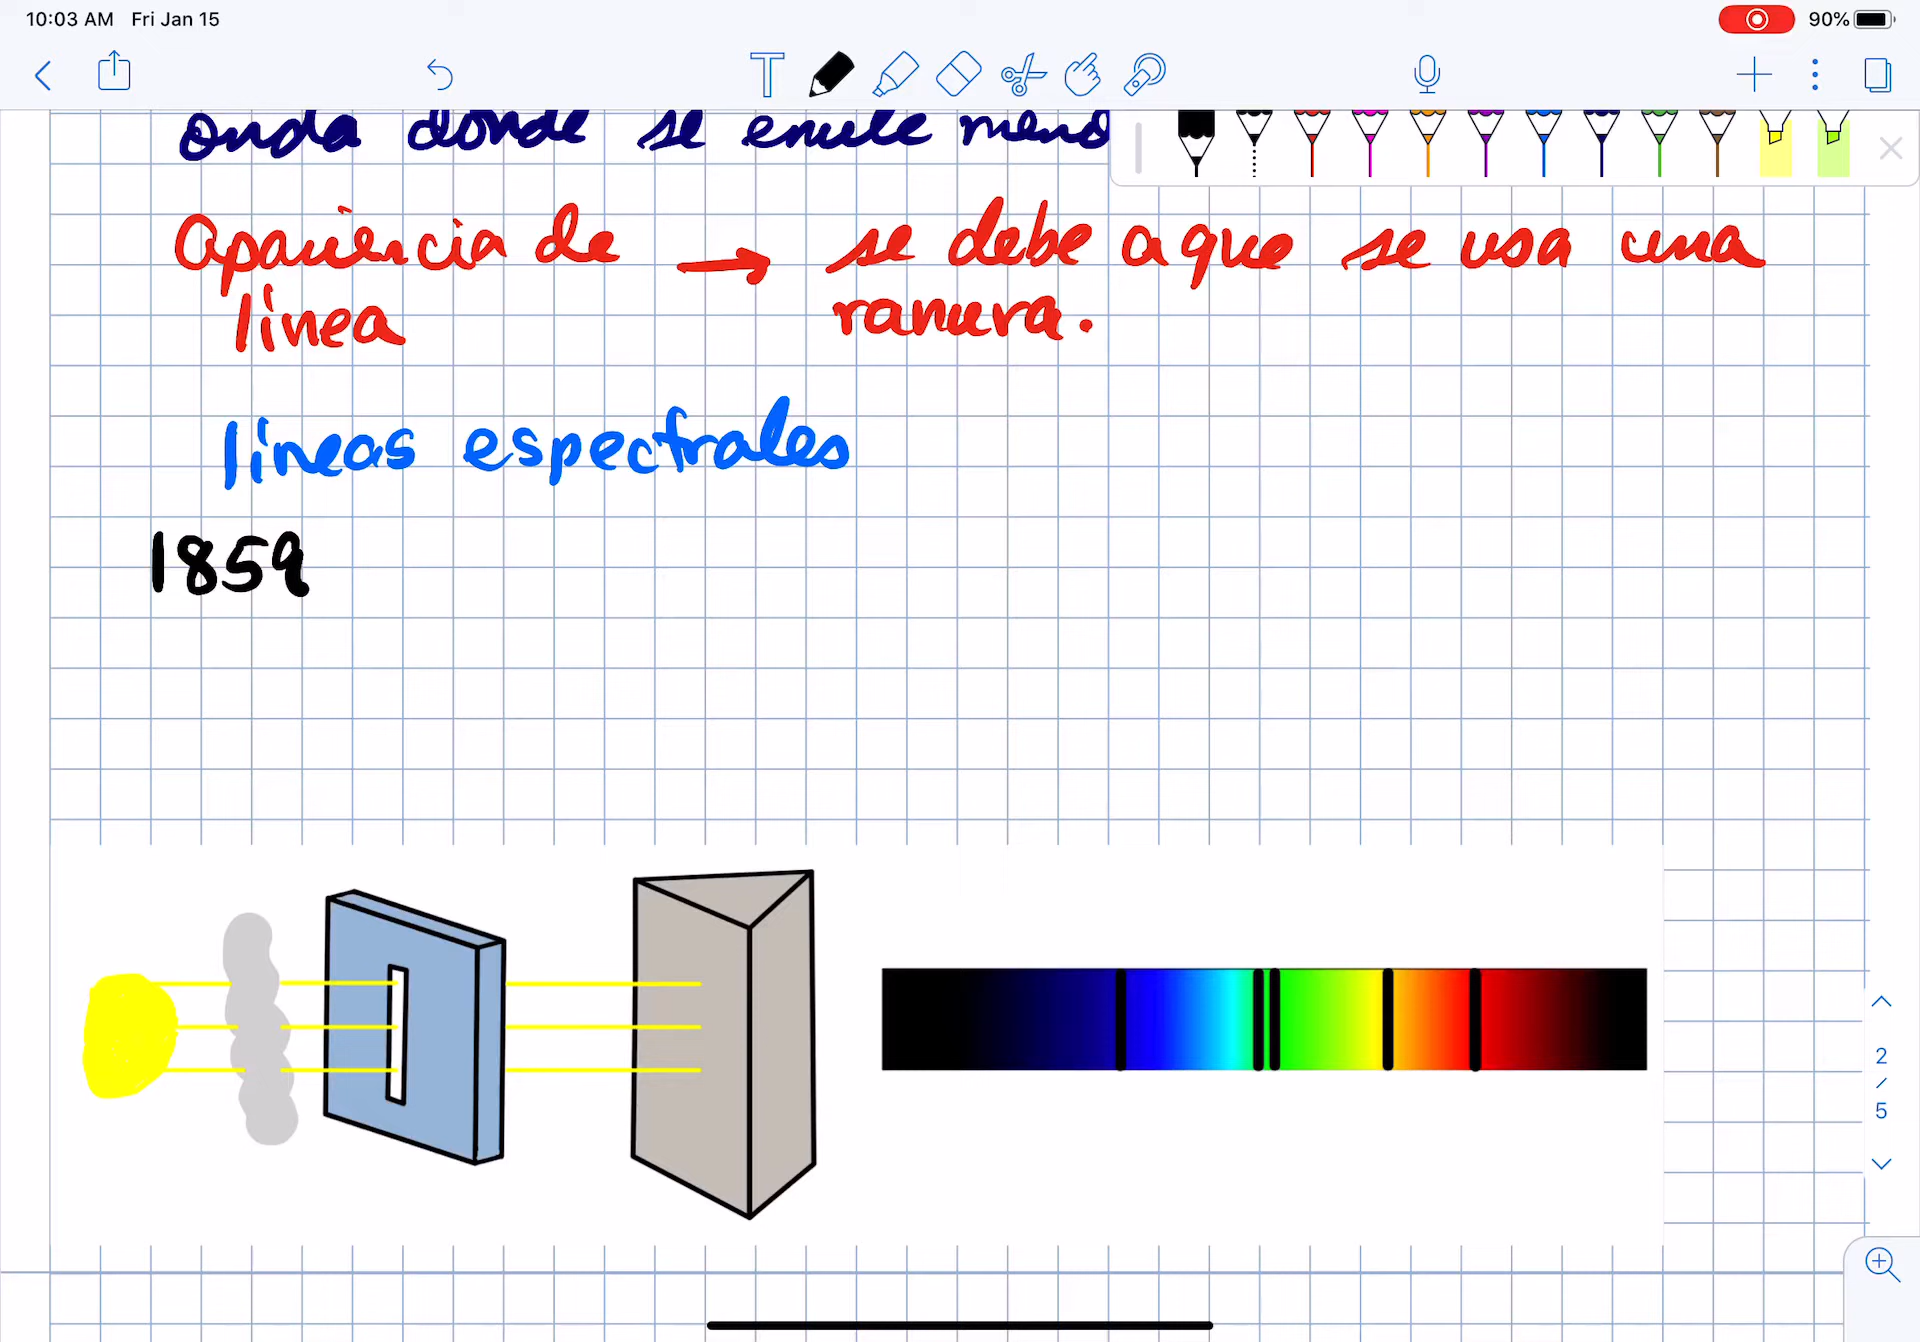 10:03 AM Fri Jan 15
90%
onda donde se emite meno
Apariencia de → se debe a que se usa una
línea ranura.
líneas espectrales
1859
2
/
5